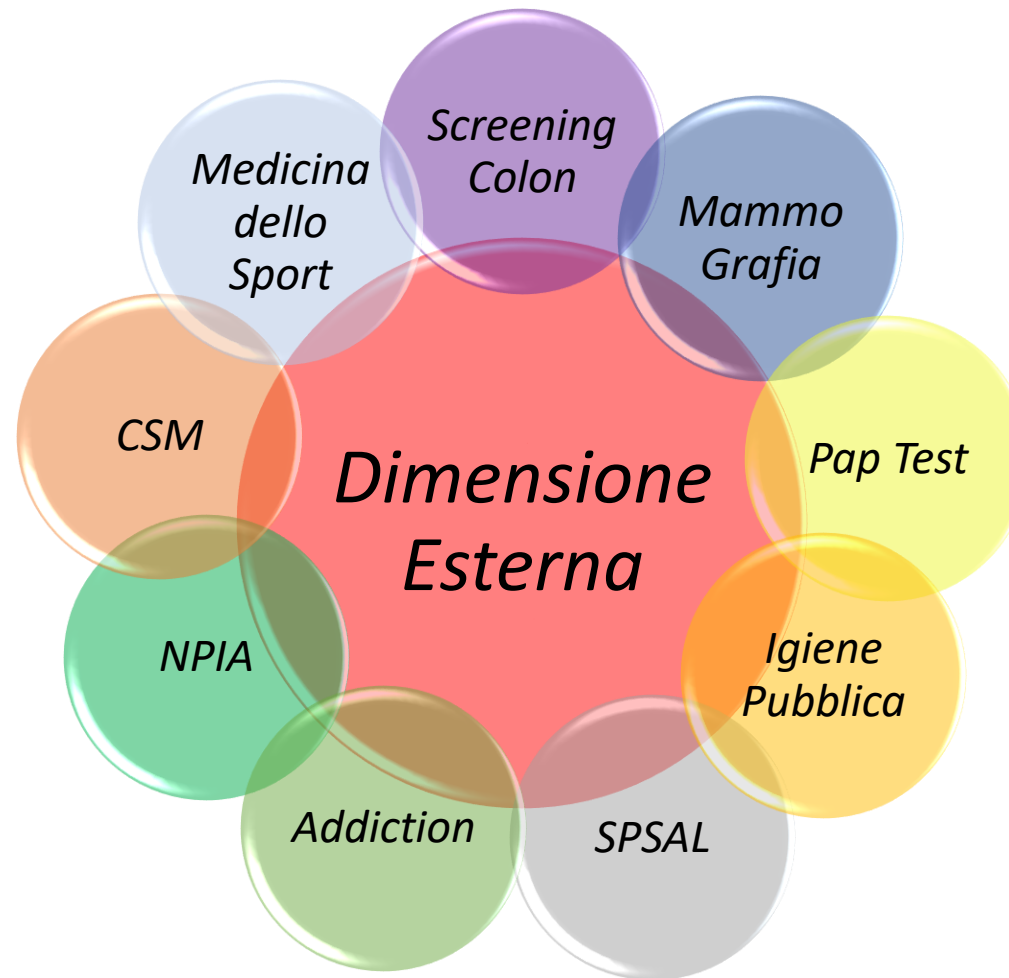 Screening
Colon
Mammo
Grafia
Pap Test
Igiene
Pubblica
SPSAL
Addiction
NPIA
CSM
Medicina
dello
Sport
Dimensione
Esterna